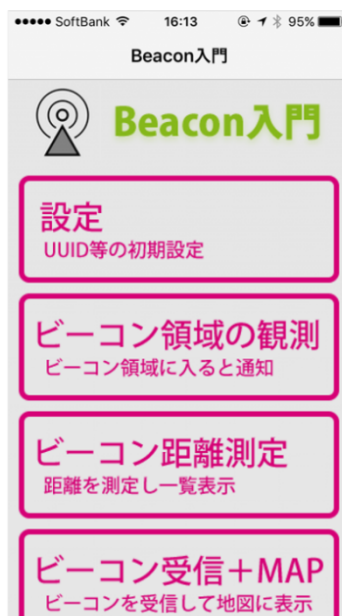 SoftBank 16:13 95%
Beacon入門
Beacon入門
設定
UUID等の初期設定
ビーコン領域の観測
ビーコン領域に入ると通知
ビーコン距離測定
距離を測定し一覧表示
ビーコン受信＋MAP
ビーコンを受信して地図に表示